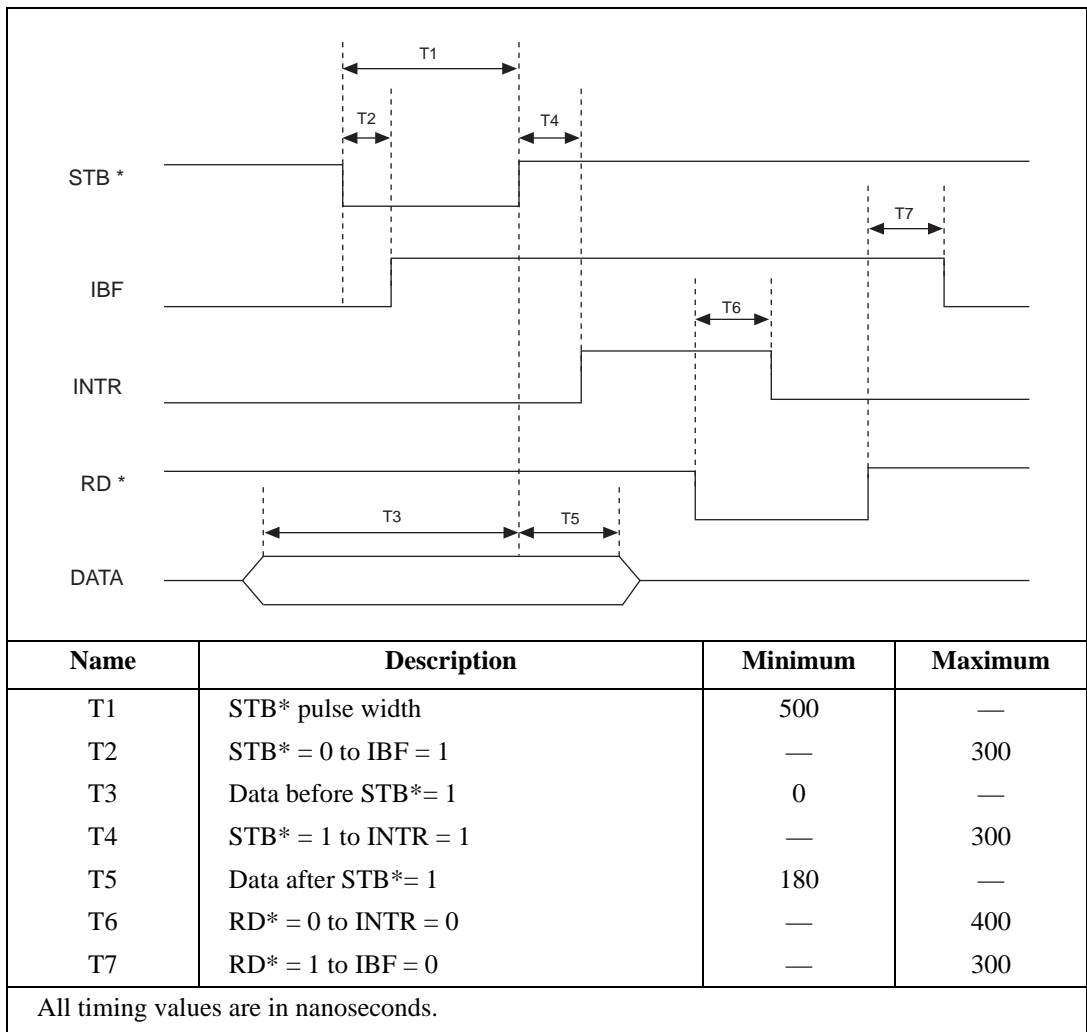 T1
T2
T4
STB *
T7
IBF
T6
INTR
RD *
T3
T5
DATA
Name Description Minimum Maximum
T1 STB* pulse width 500 —
T2 STB* = 0 to IBF = 1 — 300
T3 Data before STB*= 1 0 —
T4 STB* = 1 to INTR = 1 — 300
T5 Data after STB*= 1 180 —
T6 RD* = 0 to INTR = 0 — 400
T7 RD* = 1 to IBF = 0 — 300
All timing values are in nanoseconds.